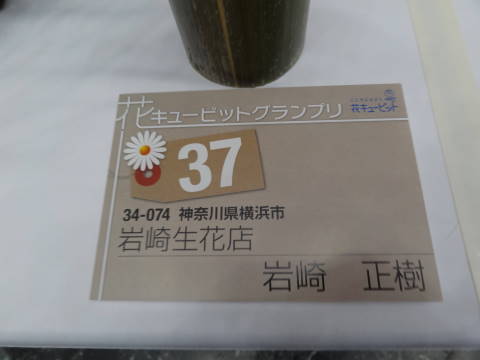 花キューピットグランプリ
花キューピット
37
34-074 神奈川県横浜市
岩崎生花店
岩崎 正樹